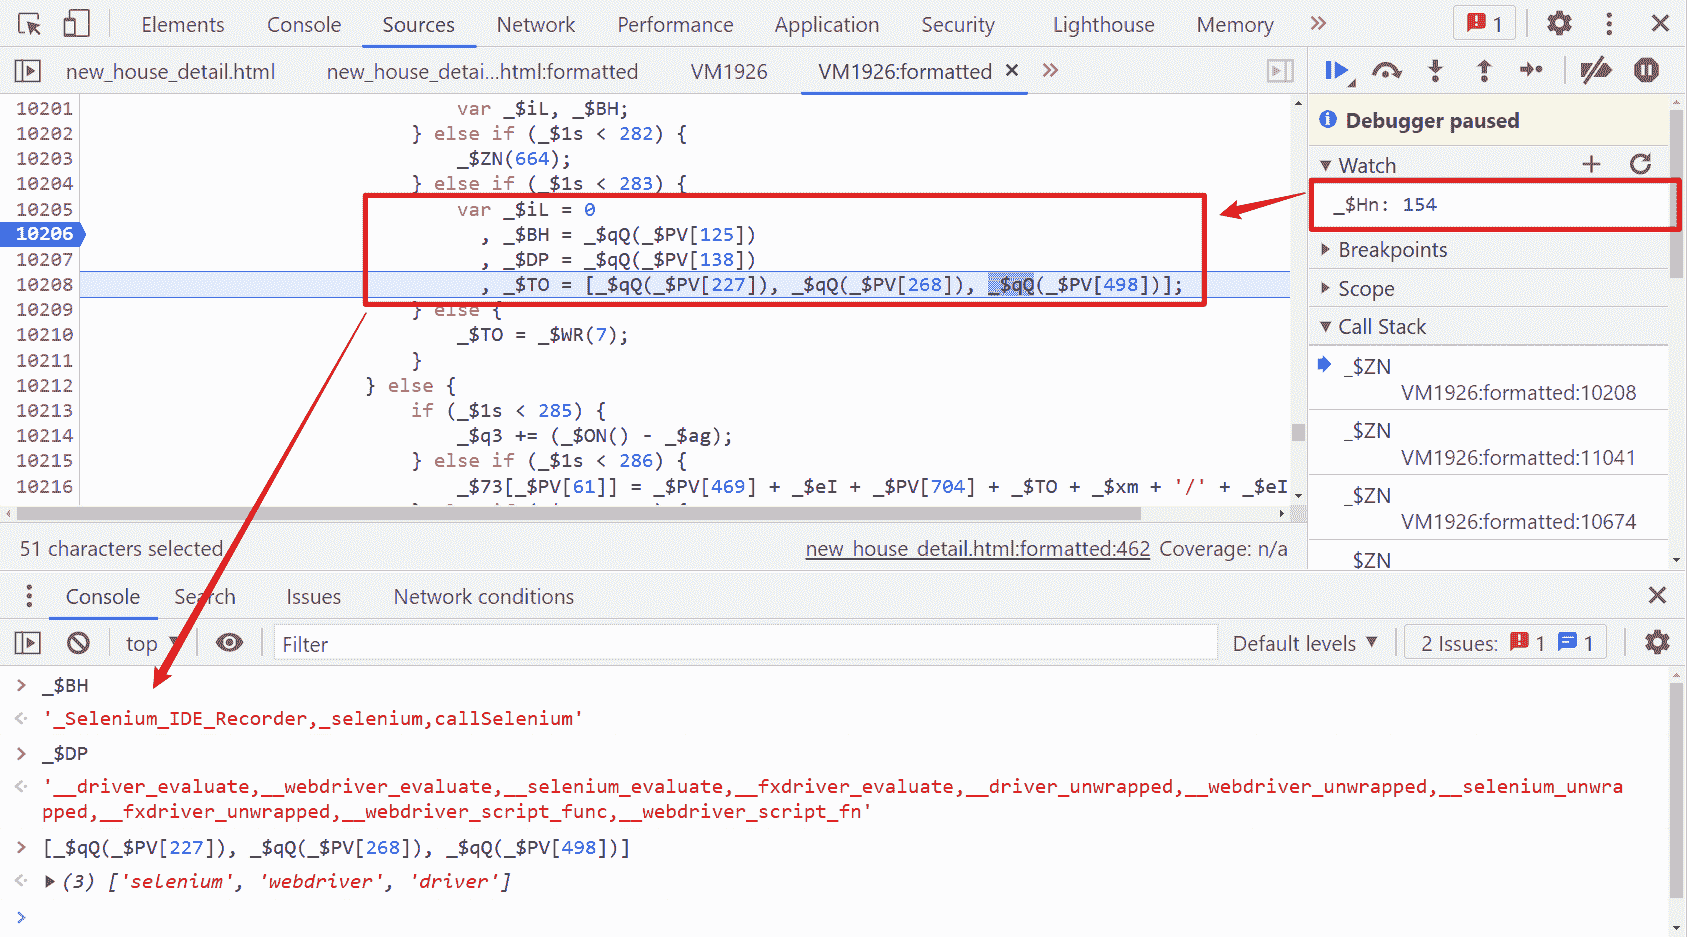 Elements Console Sources Network Performance Application Security Lighthouse Memory » 1
new_house_detail.html new_house_detai...html:formatted VM1926 VM1926:formatted × »
10201 var _$iL, _$BH;
10202 } else if (_$1s < 282) {
10203 _$ZN(664);
10204 } else if (_$1s < 283) {
10205 var _$iL = 0
10206 , _$BH = _$qQ(_$PV[125])
10207 , _$DP = _$qQ(_$PV[138])
10208 , _$TO = [_$qQ(_$PV[227]), _$qQ(_$PV[268]), _$qQ(_$PV[498])];
10209 } else {
10210 _$TO = _$WR(7);
10211 }
10212 } else {
10213 if (_$1s < 285) {
10214 _$q3 += (_$ON() - _$ag);
10215 } else if (_$1s < 286) {
10216 _$73[_$PV[61]] = _$PV[469] + _$eI + _$PV[704] + _$TO + _$xm + '/' + _$eI
51 characters selected new_house_detail.html:formatted:462 Coverage: n/a
Debugger paused
Watch
_$Hn: 154
Breakpoints
Scope
Call Stack
_$ZN
VM1926:formatted:10208
_$ZN
VM1926:formatted:11041
_$ZN
VM1926:formatted:10674
_$ZN
Console Search Issues Network conditions
top Filter Default levels 2 Issues: 1 1
> _$BH
'_Selenium_IDE_Recorder,_selenium,callSelenium'
> _$DP
'__driver_evaluate,__webdriver_evaluate,__selenium_evaluate,__fxdriver_evaluate,__driver_unwrapped,__webdriver_unwrapped,__selenium_unwra
pped,__fxdriver_unwrapped,__webdriver_script_func,__webdriver_script_fn'
> [_$qQ(_$PV[227]), _$qQ(_$PV[268]), _$qQ(_$PV[498])]
(3) ['selenium', 'webdriver', 'driver']
>